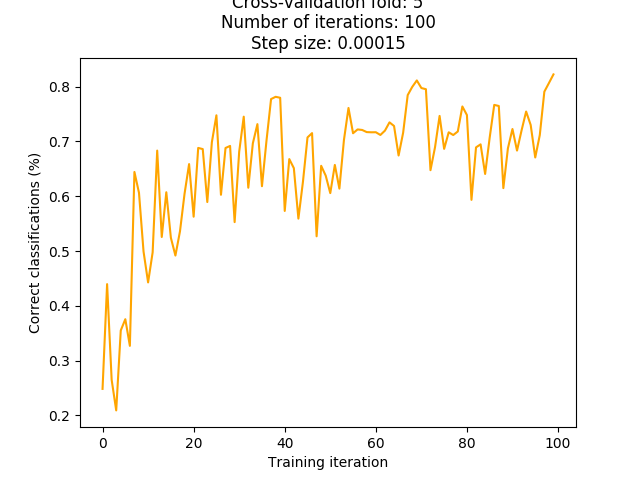 Cross-validation fold: 5
Number of iterations: 100
Step size: 0.00015
0.8
0.7
0.6
0.5
0.4
0.3
0.2
Correct classifications (%)
0 20 40 60 80 100
Training iteration